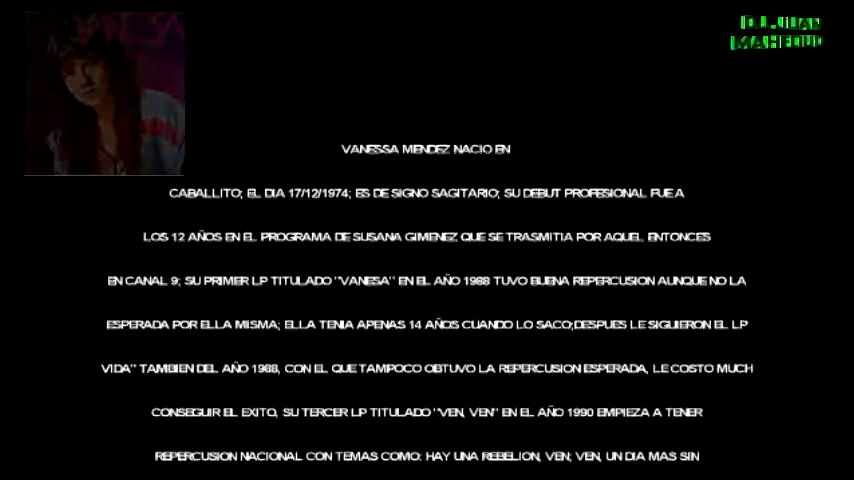 D.J.JUAN
VANESSA MENDEZ NACIO EN
CABALLITO; EL DIA 17/12/1974; ES DE SIGNO SAGITARIO; SU DEBUT PROFESIONAL FUE A
LOS 12 AÑOS EN EL PROGRAMA DE SUSANA GIMENEZ QUE SE TRASMITIA POR AQUEL ENTONCES
EN CANAL 9; SU PRIMER LP TITULADO "VANESA" EN EL AÑO 1988 TUVO BUENA REPERCUSION AUNQUE NO LA
ESPERADA POR ELLA MISMA; ELLA TENIA APENAS 14 AÑOS CUANDO LO SACO;DESPUES LE SIGUIERON EL LP
VIDA" TAMBIEN DEL AÑO 1988, CON EL QUE TAMPOCO OBTUVO LA REPERCUSION ESPERADA, LE COSTO MUCH
CONSEGUIR EL EXITO, SU TERCER LP TITULADO "VEN, VEN" EN EL AÑO 1990 EMPIEZA A TENER
REPERCUSION NACIONAL CON TEMAS COMO: HAY UNA REBELION, VEN; VEN, UN DIA MAS SIN